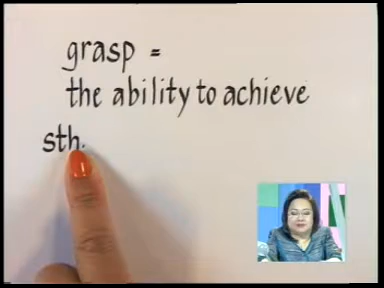 grasp =
the ability to achieve
sth.